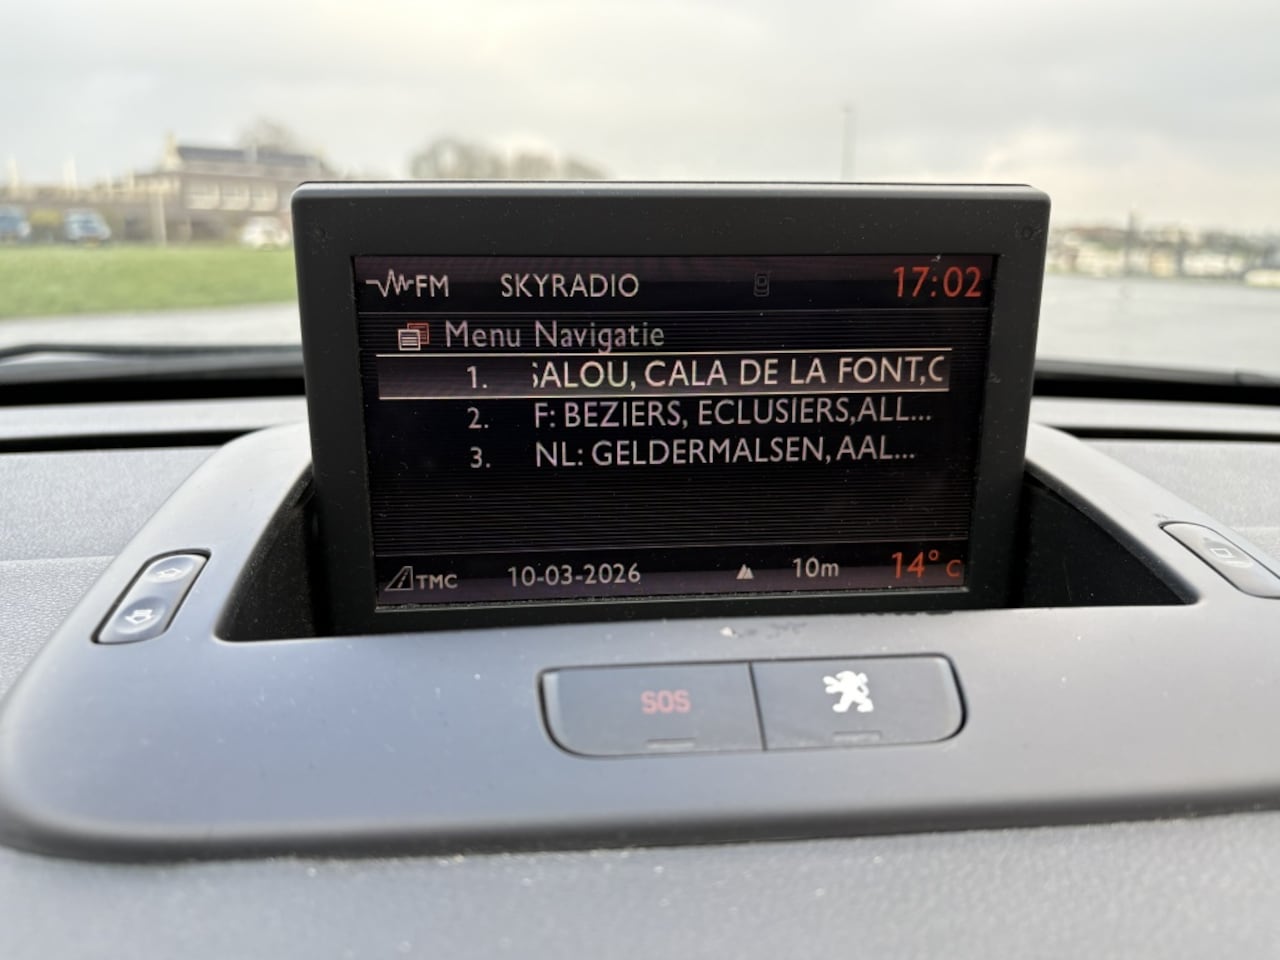 FM SKYRADIO 17:02
Menu Navigatie
1. ALOU, CALA DE LA FONT,C
2. F: BEZIERS, ECLUSIERS,ALL...
3. NL: GELDERMALSEN, AAL...
TMC 10-03-2026 10m 14° C
SOS